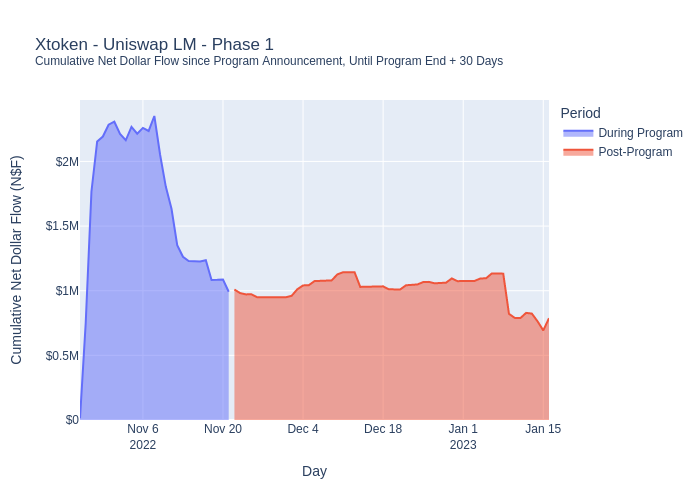 Xtoken - Uniswap LM - Phase 1
Cumulative Net Dollar Flow since Program Announcement, Until Program End + 30 Days
Period
During Program
Post-Program
Cumulative Net Dollar Flow (N$F)
$2M
$1.5M
$1M
$0.5M
$0
Nov 6
2022
Nov 20
Dec 4
Dec 18
Jan 1
2023
Jan 15
Day